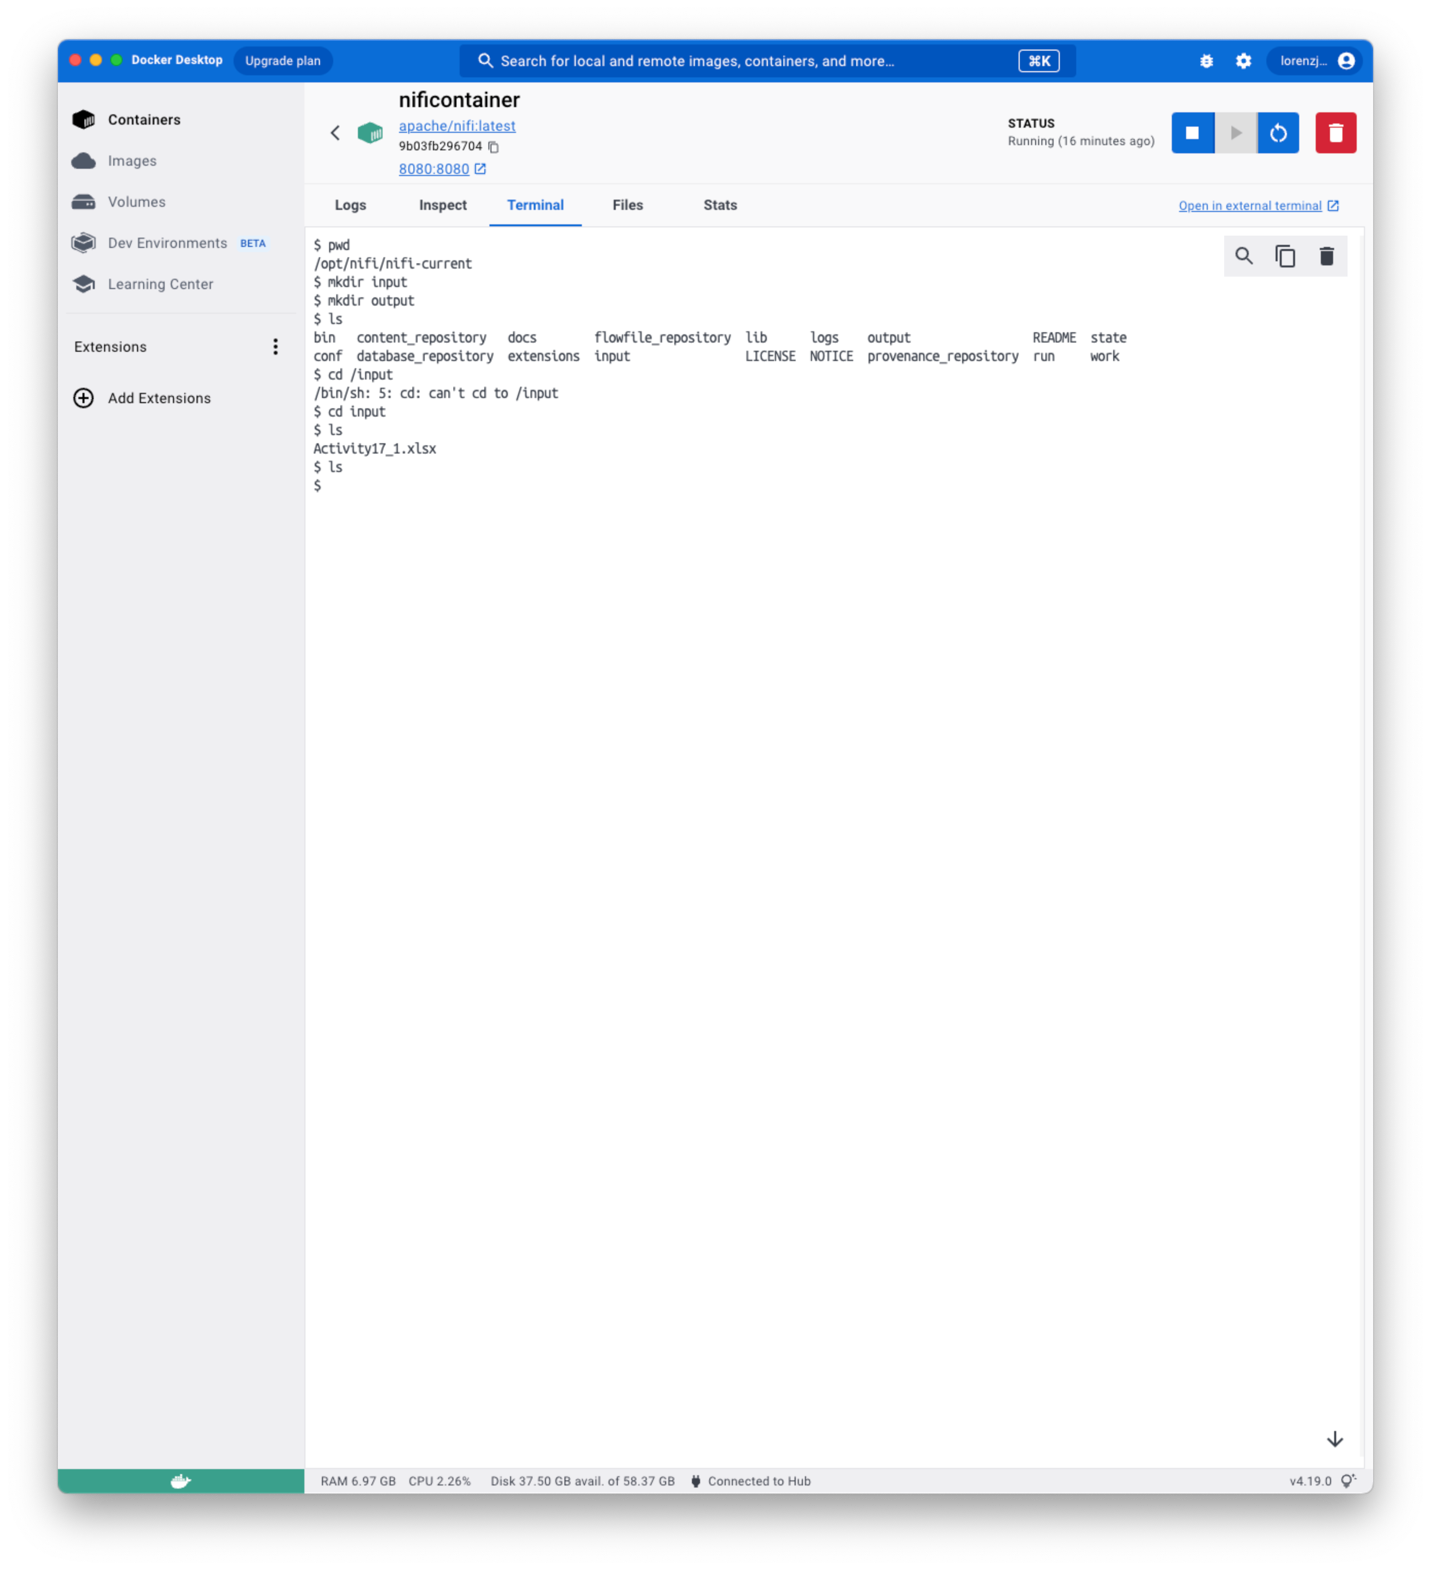 Docker Desktop Upgrade plan Search for local and remote images, containers, and more... ⌘K lorenzj...
Containers
Images
Volumes
Dev Environments BETA
Learning Center
Extensions
Add Extensions
nificontainer
apache/nifi:latest
9b03fb296704
8080:8080
STATUS
Running (16 minutes ago)
Logs Inspect Terminal Files Stats Open in external terminal
$ pwd
/opt/nifi/nifi-current
$ mkdir input
$ mkdir output
$ ls
bin content_repository docs flowfile_repository lib logs output README state
conf database_repository extensions input LICENSE NOTICE provenance_repository run work
$ cd /input
/bin/sh: 5: cd: can't cd to /input
$ cd input
$ ls
Activity17_1.xlsx
$ ls
$
RAM 6.97 GB CPU 2.26% Disk 37.50 GB avail. of 58.37 GB Connected to Hub v4.19.0